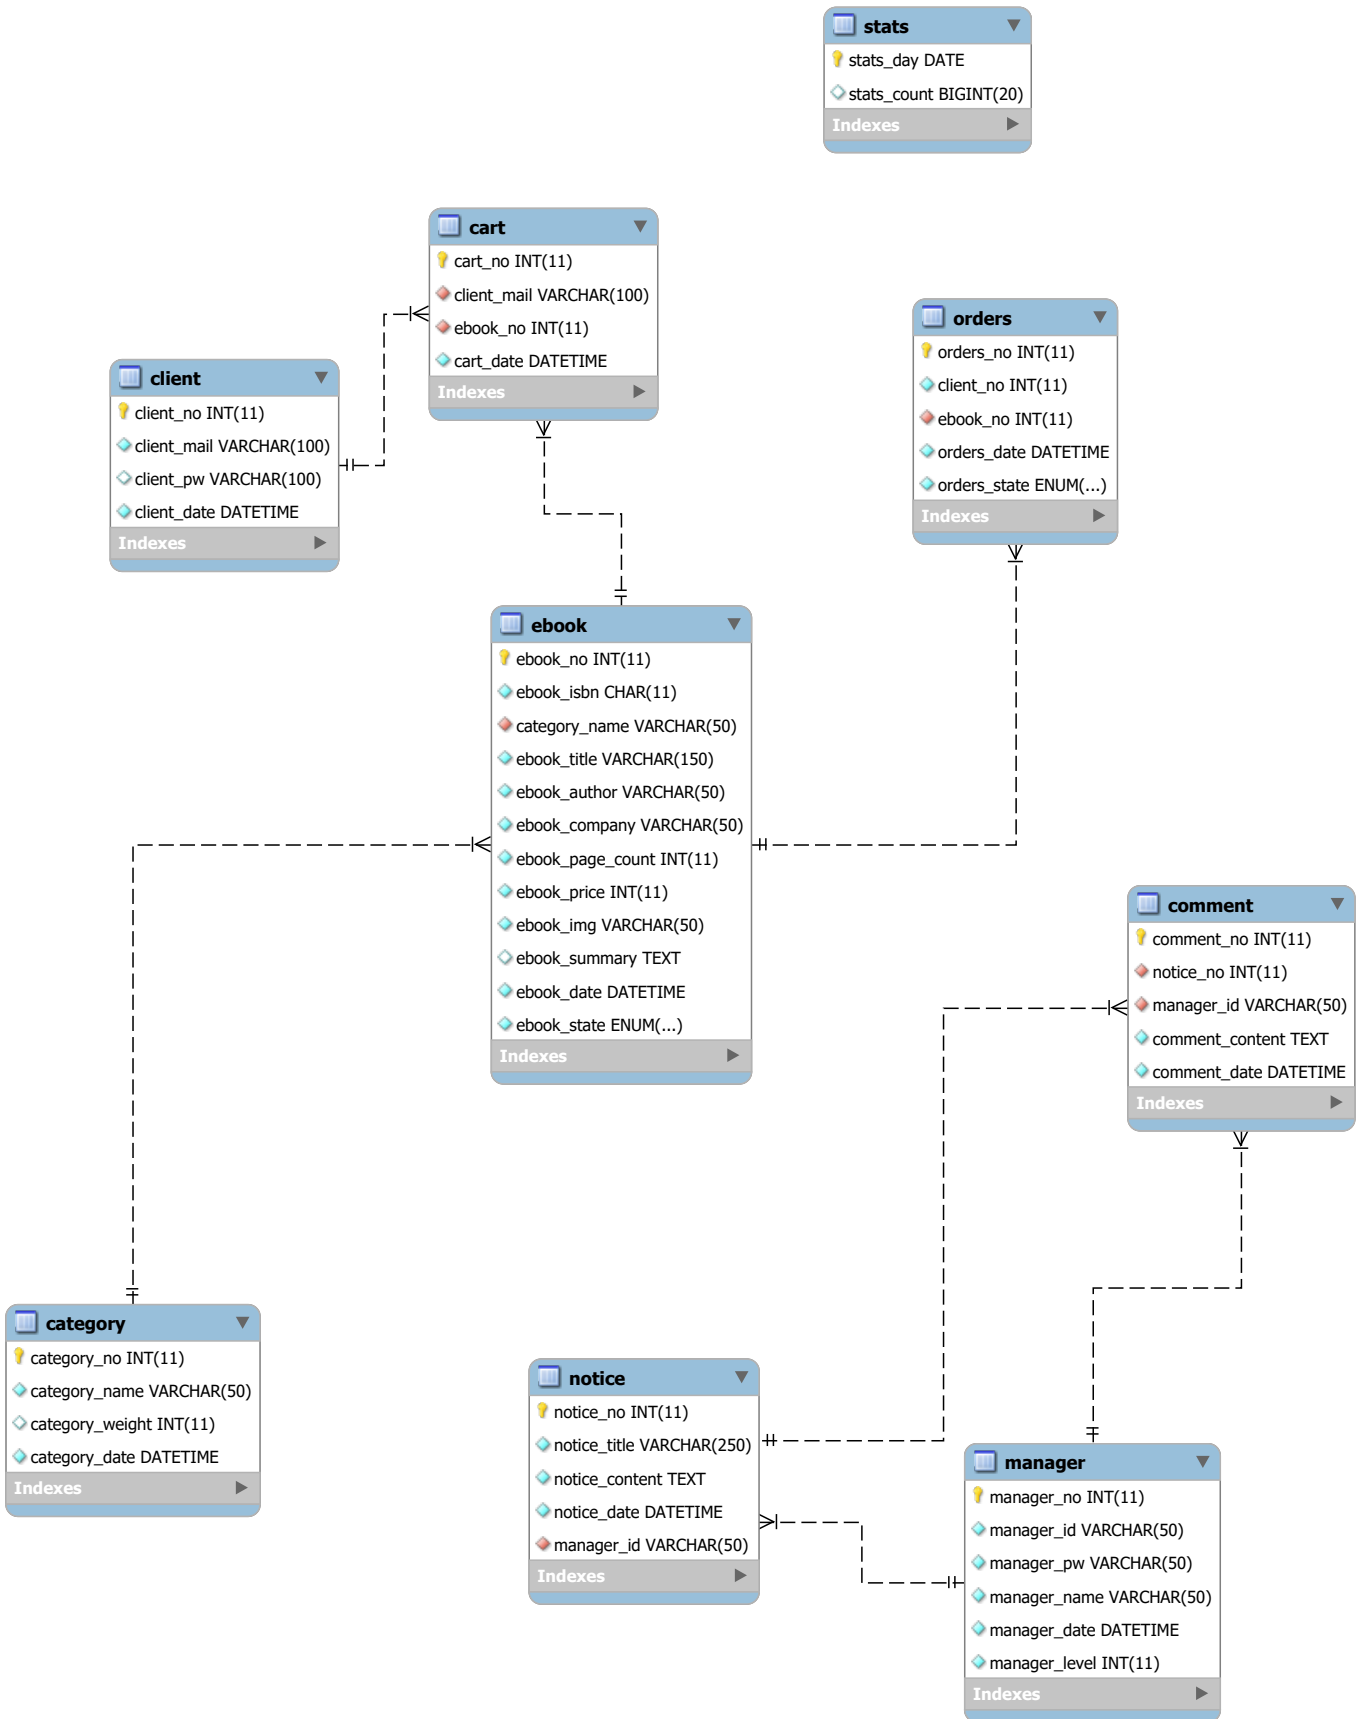 stats
stats_day DATE
stats_count BIGINT(20)
Indexes
cart
cart_no INT(11)
client_mail VARCHAR(100)
ebook_no INT(11)
cart_date DATETIME
Indexes
orders
orders_no INT(11)
client_no INT(11)
ebook_no INT(11)
orders_date DATETIME
orders_state ENUM(...)
Indexes
client
client_no INT(11)
client_mail VARCHAR(100)
client_pw VARCHAR(100)
client_date DATETIME
Indexes
ebook
ebook_no INT(11)
ebook_isbn CHAR(11)
category_name VARCHAR(50)
ebook_title VARCHAR(150)
ebook_author VARCHAR(50)
ebook_company VARCHAR(50)
ebook_page_count INT(11)
ebook_price INT(11)
ebook_img VARCHAR(50)
ebook_summary TEXT
ebook_date DATETIME
ebook_state ENUM(...)
Indexes
comment
comment_no INT(11)
notice_no INT(11)
manager_id VARCHAR(50)
comment_content TEXT
comment_date DATETIME
Indexes
category
category_no INT(11)
category_name VARCHAR(50)
category_weight INT(11)
category_date DATETIME
Indexes
notice
notice_no INT(11)
notice_title VARCHAR(250)
notice_content TEXT
notice_date DATETIME
manager_id VARCHAR(50)
Indexes
manager
manager_no INT(11)
manager_id VARCHAR(50)
manager_pw VARCHAR(50)
manager_name VARCHAR(50)
manager_date DATETIME
manager_level INT(11)
Indexes